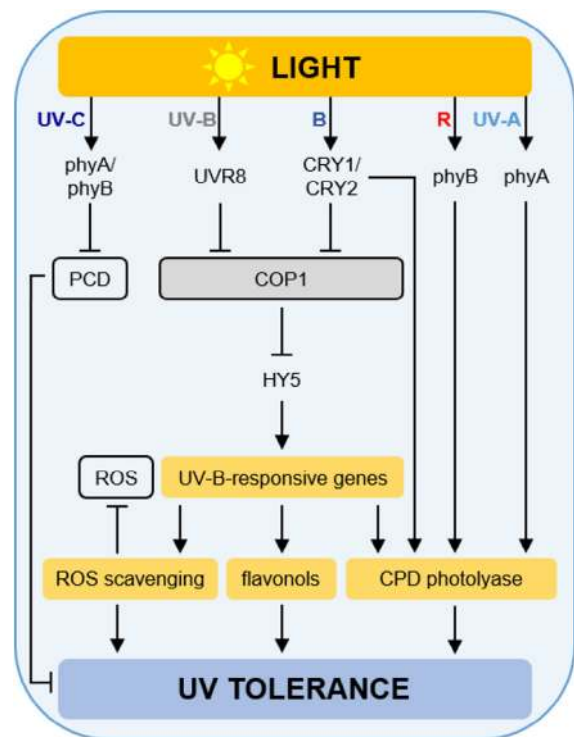 LIGHT
UV-C
UV-B
B
R
UV-A
phyA/
phyB
UVR8
CRY1/
CRY2
phyB
phyA
PCD
COP1
HY5
ROS
UV-B-responsive genes
ROS scavenging
flavonols
CPD photolyase
UV TOLERANCE